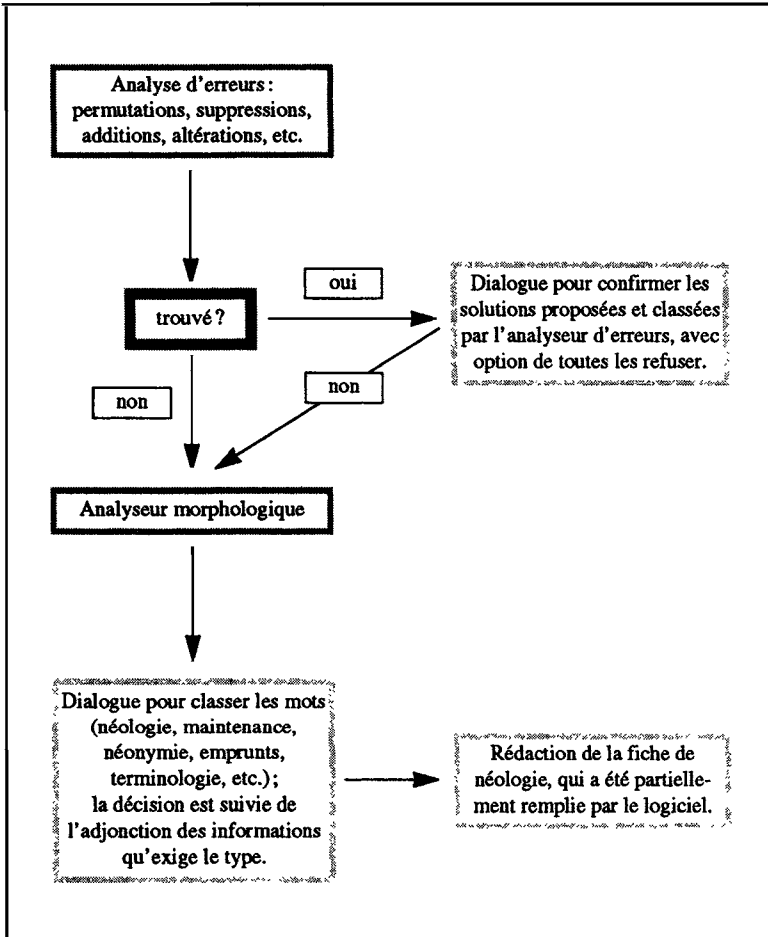 Analyse d'erreurs :
permutations, suppressions,
additions, altérations, etc.
trouvé ?
oui
Dialogue pour confirmer les
solutions proposées et classées
par l'analyseur d'erreurs, avec
option de toutes les refuser.
non
non
Analyseur morphologique
Dialogue pour classer les mots
(néologie, maintenance,
néonymie, emprunts,
terminologie, etc.) ;
la décision est suivie de
l'adjonction des informations
qu'exige le type.
Rédaction de la fiche de
néologie, qui a été partielle-
ment remplie par le logiciel.